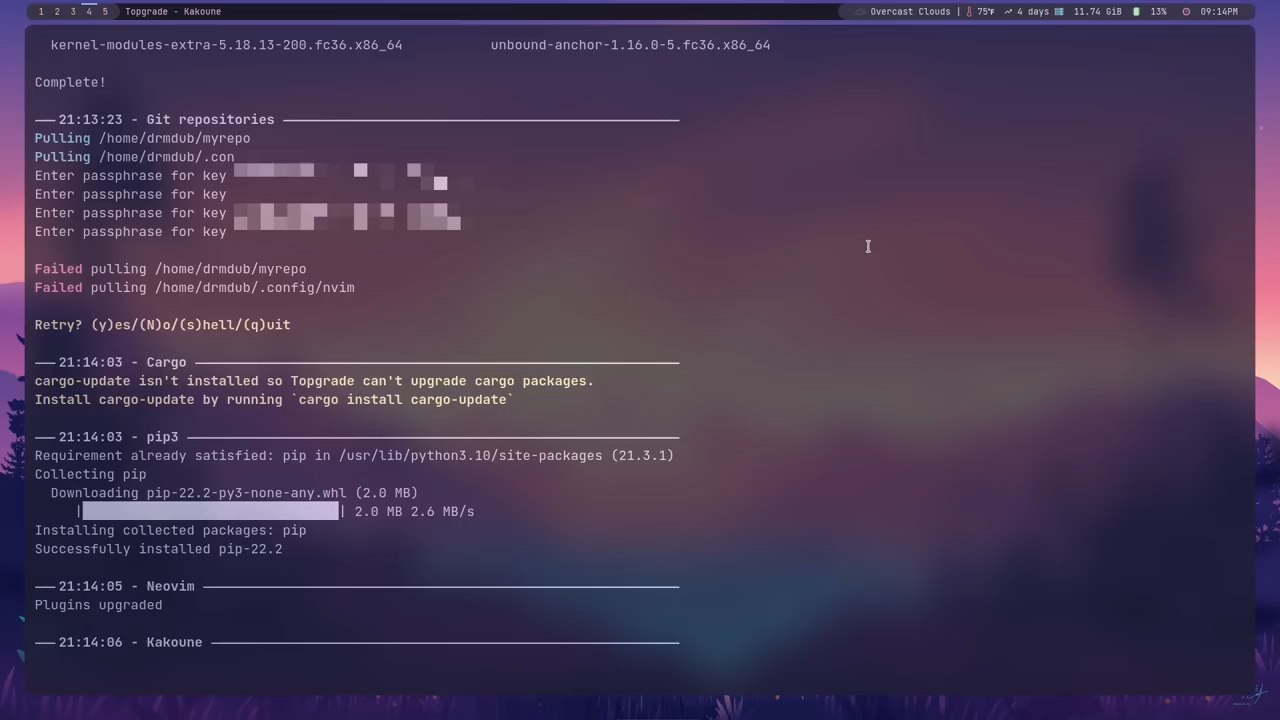 1 2 3 4 5 Topgrade - Kakoune Overcast Clouds | 75°F 4 days 11.74 GiB 13% 09:14PM
kernel-modules-extra-5.18.13-200.fc36.x86_64 unbound-anchor-1.16.0-5.fc36.x86_64
Complete!
—— 21:13:23 - Git repositories ——
Pulling /home/drmdub/myrepo
Pulling /home/drmdub/.con
Enter passphrase for key
Enter passphrase for key
Enter passphrase for key
Enter passphrase for key
Failed pulling /home/drmdub/myrepo
Failed pulling /home/drmdub/.config/nvim
Retry? (y)es/(N)o/(s)hell/(q)uit
—— 21:14:03 - Cargo ——
cargo-update isn't installed so Topgrade can't upgrade cargo packages.
Install cargo-update by running `cargo install cargo-update`
—— 21:14:03 - pip3 ——
Requirement already satisfied: pip in /usr/lib/python3.10/site-packages (21.3.1)
Collecting pip
Downloading pip-22.2-py3-none-any.whl (2.0 MB)
| | 2.0 MB 2.6 MB/s
Installing collected packages: pip
Successfully installed pip-22.2
—— 21:14:05 - Neovim ——
Plugins upgraded
—— 21:14:06 - Kakoune ——